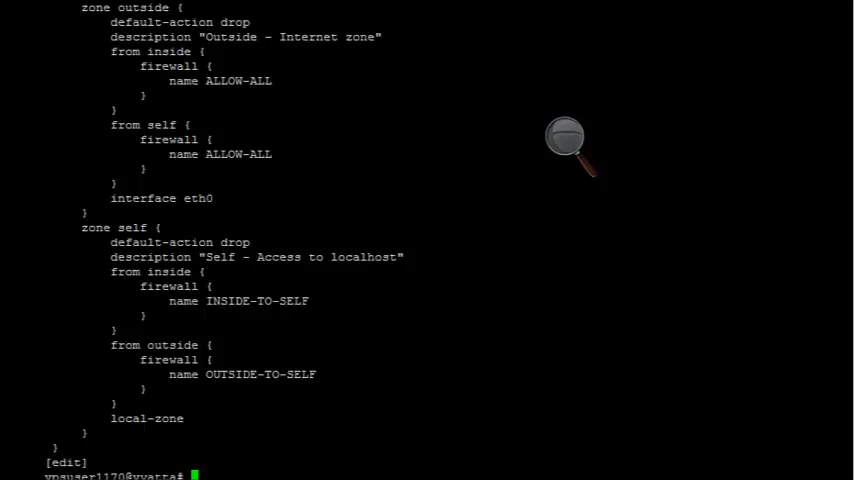 zone outside {
default-action drop
description "Outside - Internet zone"
from inside {
firewall {
name ALLOW-ALL
}
}
from self {
firewall {
name ALLOW-ALL
}
}
interface eth0
}
zone self {
default-action drop
description "Self - Access to localhost"
from inside {
firewall {
name INSIDE-TO-SELF
}
}
from outside {
firewall {
name OUTSIDE-TO-SELF
}
}
local-zone
}
}
[edit]
vpsuser1170@vyatta#